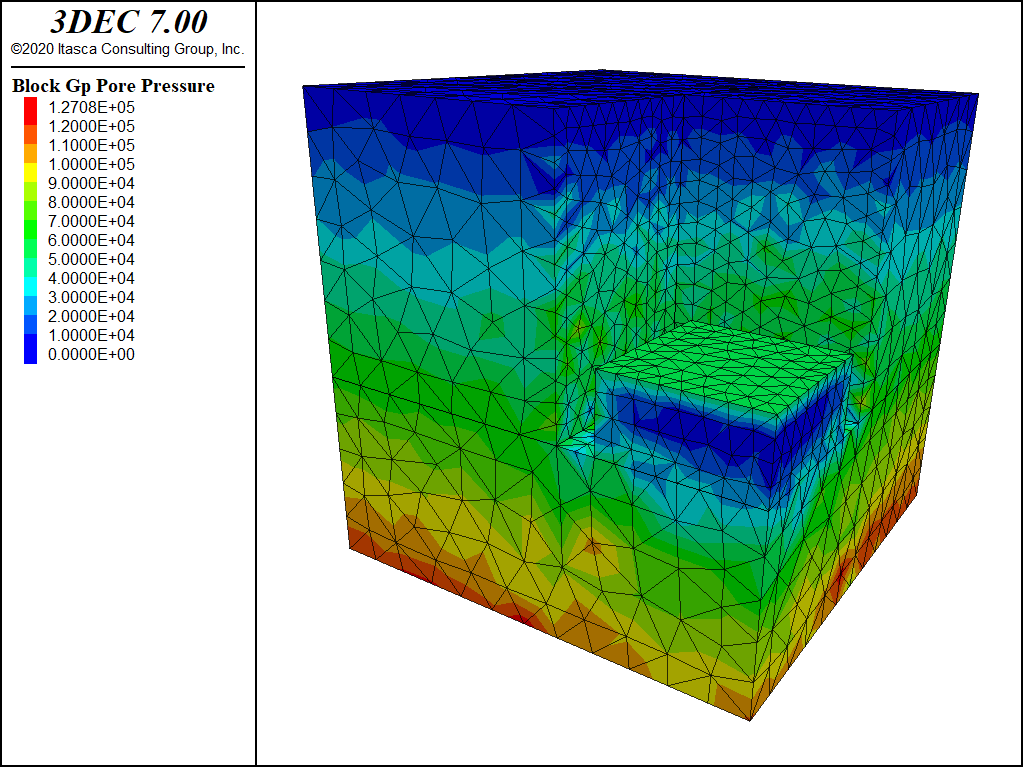 3DEC 7.00
©2020 Itasca Consulting Group, Inc.
Block Gp Pore Pressure
1.2708E+05
1.2000E+05
1.1000E+05
1.0000E+05
9.0000E+04
8.0000E+04
7.0000E+04
6.0000E+04
5.0000E+04
4.0000E+04
3.0000E+04
2.0000E+04
1.0000E+04
0.0000E+00